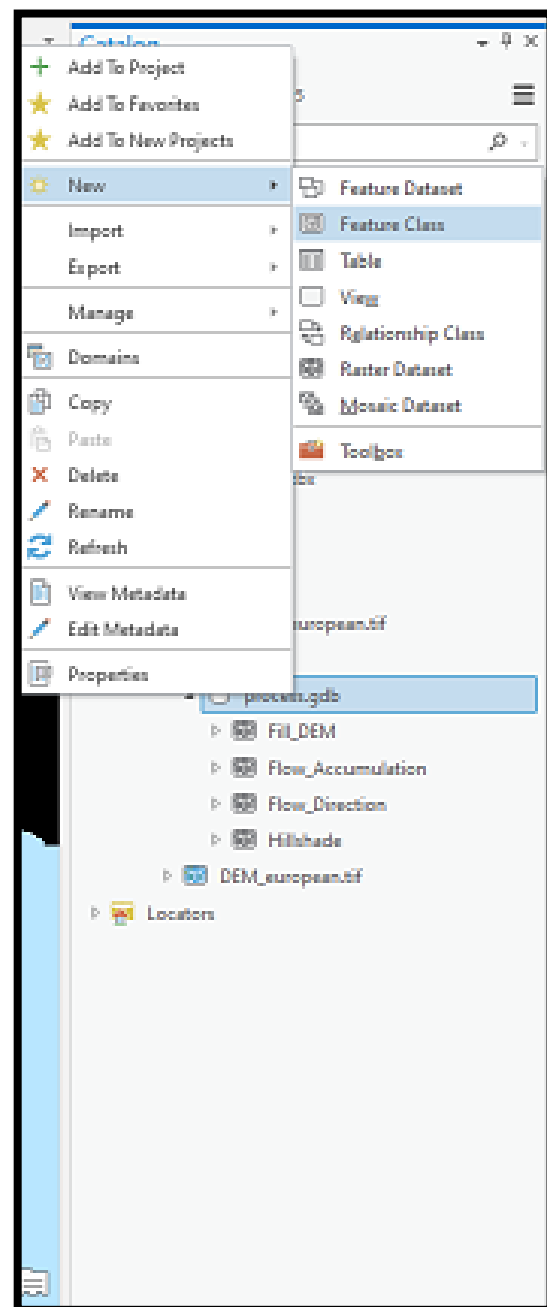 Catalog
Add To Project
Add To Favorites
Add To New Projects
New
Feature Dataset
Feature Class
Import
Export
Table
View
Manage
Relationship Class
Domains
Raster Dataset
Copy
Mosaic Dataset
Paste
Toolbox
Delete
Rename
Refresh
View Metadata
Edit Metadata
uropean.tif
Properties
process.gdb
Fill_DEM
Flow_Accumulation
Flow_Direction
Hillshade
DEM_european.tif
Locators